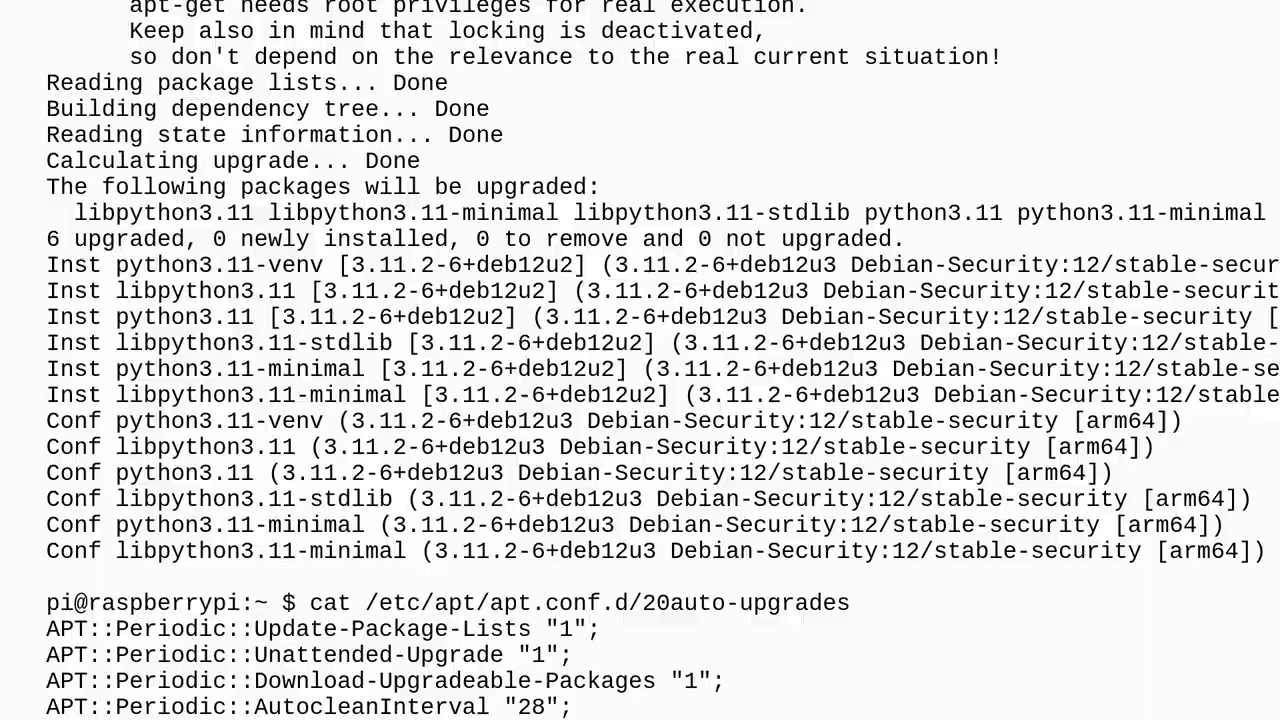 apt-get needs root privileges for real execution.
Keep also in mind that locking is deactivated,
so don't depend on the relevance to the real current situation!
Reading package lists... Done
Building dependency tree... Done
Reading state information... Done
Calculating upgrade... Done
The following packages will be upgraded:
libpython3.11 libpython3.11-minimal libpython3.11-stdlib python3.11 python3.11-minimal
6 upgraded, 0 newly installed, 0 to remove and 0 not upgraded.
Inst python3.11-venv [3.11.2-6+deb12u2] (3.11.2-6+deb12u3 Debian-Security:12/stable-secur
Inst libpython3.11 [3.11.2-6+deb12u2] (3.11.2-6+deb12u3 Debian-Security:12/stable-securit
Inst python3.11 [3.11.2-6+deb12u2] (3.11.2-6+deb12u3 Debian-Security:12/stable-security [
Inst libpython3.11-stdlib [3.11.2-6+deb12u2] (3.11.2-6+deb12u3 Debian-Security:12/stable-
Inst python3.11-minimal [3.11.2-6+deb12u2] (3.11.2-6+deb12u3 Debian-Security:12/stable-se
Inst libpython3.11-minimal [3.11.2-6+deb12u2] (3.11.2-6+deb12u3 Debian-Security:12/stable
Conf python3.11-venv (3.11.2-6+deb12u3 Debian-Security:12/stable-security [arm64])
Conf libpython3.11 (3.11.2-6+deb12u3 Debian-Security:12/stable-security [arm64])
Conf python3.11 (3.11.2-6+deb12u3 Debian-Security:12/stable-security [arm64])
Conf libpython3.11-stdlib (3.11.2-6+deb12u3 Debian-Security:12/stable-security [arm64])
Conf python3.11-minimal (3.11.2-6+deb12u3 Debian-Security:12/stable-security [arm64])
Conf libpython3.11-minimal (3.11.2-6+deb12u3 Debian-Security:12/stable-security [arm64])
pi@raspberrypi:~ $ cat /etc/apt/apt.conf.d/20auto-upgrades
APT::Periodic::Update-Package-Lists "1";
APT::Periodic::Unattended-Upgrade "1";
APT::Periodic::Download-Upgradeable-Packages "1";
APT::Periodic::AutocleanInterval "28";